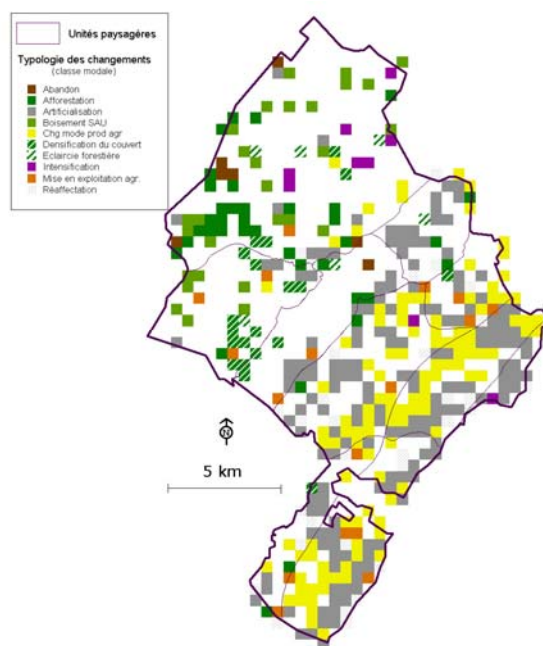 Unités paysagères
Typologie des changements
(classe modale)
Abandon
Afforestation
Artificialisation
Boisement SAU
Chg mode prod agr
Densification du couvert
Eclaircie forestière
Intensification
Mise en exploitation agr.
Réaffectation
N
5 km